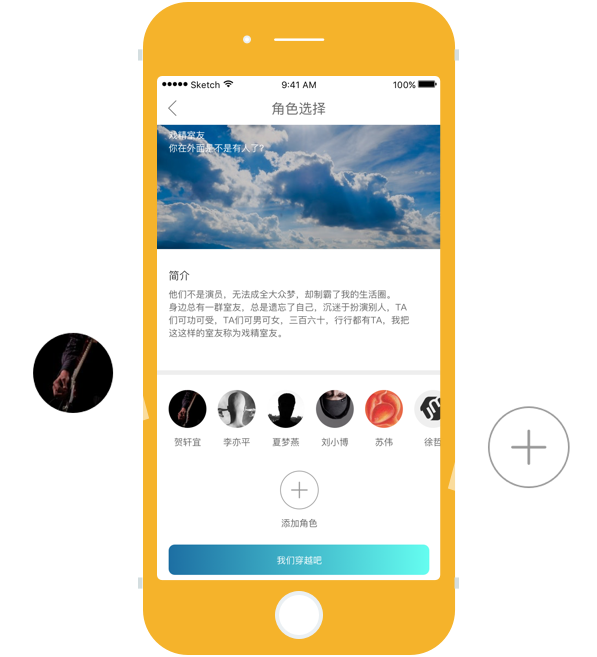 Sketch 9:41 AM 100%
角色选择
戏精室友
你在外面是不是有人了?
简介
他们不是演员，无法成全大众梦，却制霸了我的生活圈。
身边总有一群室友，总是遗忘了自己，沉迷于扮演别人，TA
们可功可受，TA们可男可女，三百六十，行行都有TA，我把
这这样的室友称为戏精室友。
贺轩宜 李亦平 夏梦燕 刘小博 苏伟 徐哲
添加角色
我们穿越吧